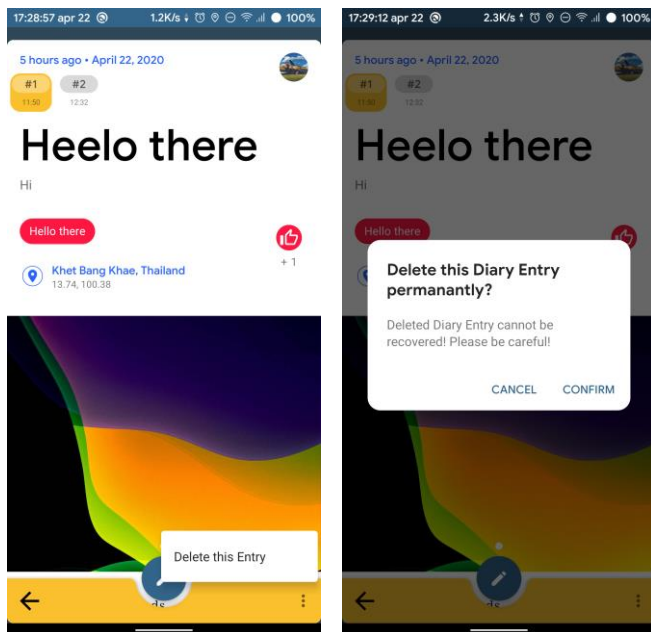 17:28:57 apr 22 1.2K/s 100%
5 hours ago • April 22, 2020
#1 #2
11:50 12:32
Heelo there
Hi
Hello there
+ 1
Khet Bang Khae, Thailand
13.74, 100.38
Delete this Entry
ds
17:29:12 apr 22 2.3K/s 100%
5 hours ago • April 22, 2020
#1 #2
11:50 12:32
Heelo there
Hi
Hello there
Delete this Diary Entry
permanantly?
Deleted Diary Entry cannot be
recovered! Please be careful!
CANCEL CONFIRM
ds